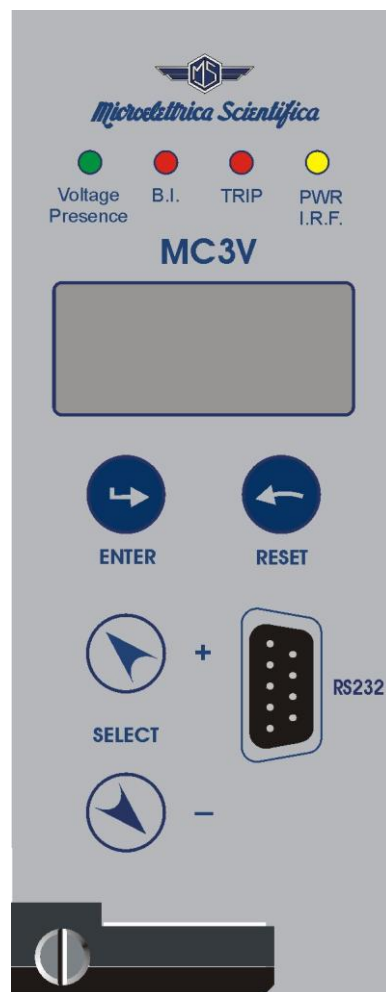 MS
Microelettrica Scientifica
Voltage Presence B.I. TRIP PWR I.R.F.
MC3V
ENTER RESET
+
RS232
SELECT
−